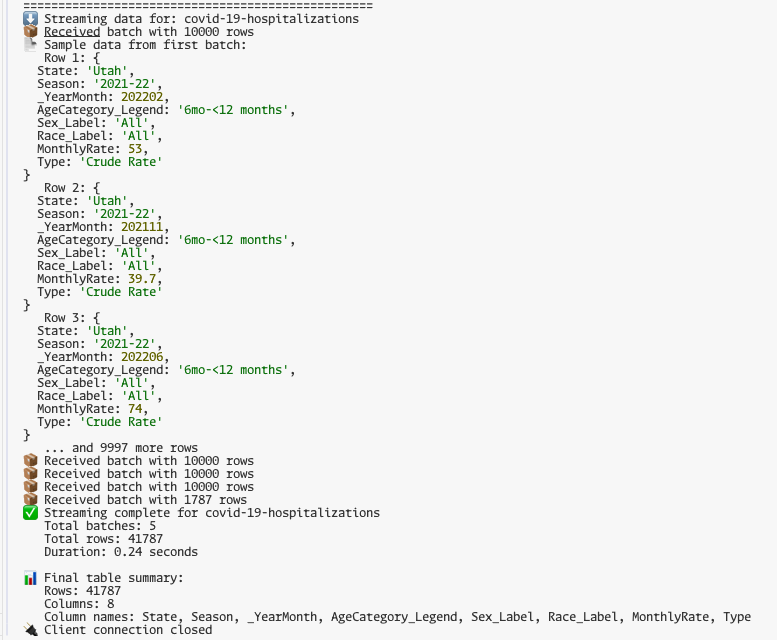 ==================================================
⬇️ Streaming data for: covid-19-hospitalizations
📦 Received batch with 10000 rows
📄 Sample data from first batch:
Row 1: {
State: 'Utah',
Season: '2021-22',
_YearMonth: 202202,
AgeCategory_Legend: '6mo-<12 months',
Sex_Label: 'All',
Race_Label: 'All',
MonthlyRate: 53,
Type: 'Crude Rate'
}
Row 2: {
State: 'Utah',
Season: '2021-22',
_YearMonth: 202111,
AgeCategory_Legend: '6mo-<12 months',
Sex_Label: 'All',
Race_Label: 'All',
MonthlyRate: 39.7,
Type: 'Crude Rate'
}
Row 3: {
State: 'Utah',
Season: '2021-22',
_YearMonth: 202206,
AgeCategory_Legend: '6mo-<12 months',
Sex_Label: 'All',
Race_Label: 'All',
MonthlyRate: 74,
Type: 'Crude Rate'
}
... and 9997 more rows
📦 Received batch with 10000 rows
📦 Received batch with 10000 rows
📦 Received batch with 10000 rows
📦 Received batch with 1787 rows
✅ Streaming complete for covid-19-hospitalizations
Total batches: 5
Total rows: 41787
Duration: 0.24 seconds
📊 Final table summary:
Rows: 41787
Columns: 8
Column names: State, Season, _YearMonth, AgeCategory_Legend, Sex_Label, Race_Label, MonthlyRate, Type
🔌 Client connection closed